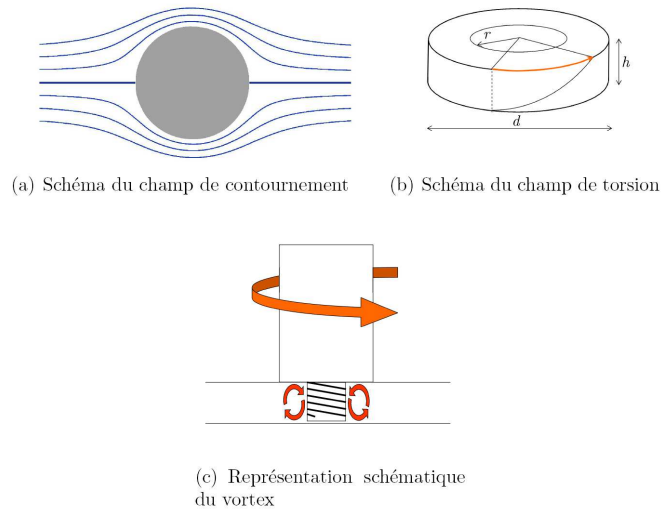 r
h
d
(a) Schéma du champ de contournement
(b) Schéma du champ de torsion
(c) Représentation schématique
du vortex